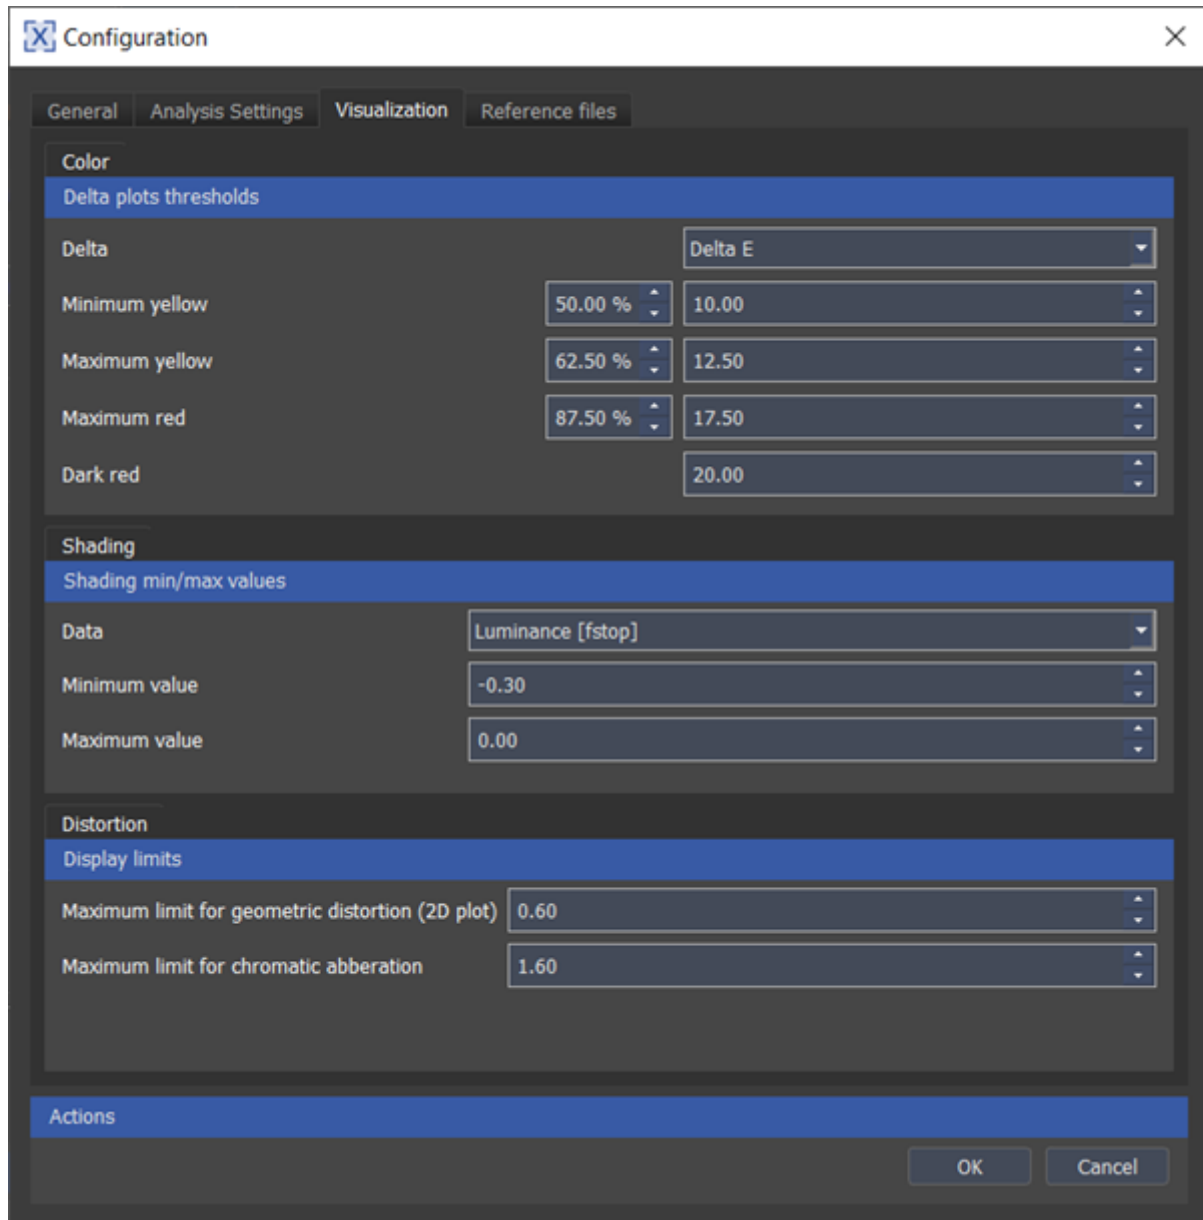 X Configuration
General Analysis Settings Visualization Reference files
Color
Delta plots thresholds
Delta Delta E
Minimum yellow 50.00 % 10.00
Maximum yellow 62.50 % 12.50
Maximum red 87.50 % 17.50
Dark red 20.00
Shading
Shading min/max values
Data Luminance [fstop]
Minimum value -0.30
Maximum value 0.00
Distortion
Display limits
Maximum limit for geometric distortion (2D plot) 0.60
Maximum limit for chromatic abberation 1.60
Actions
OK Cancel